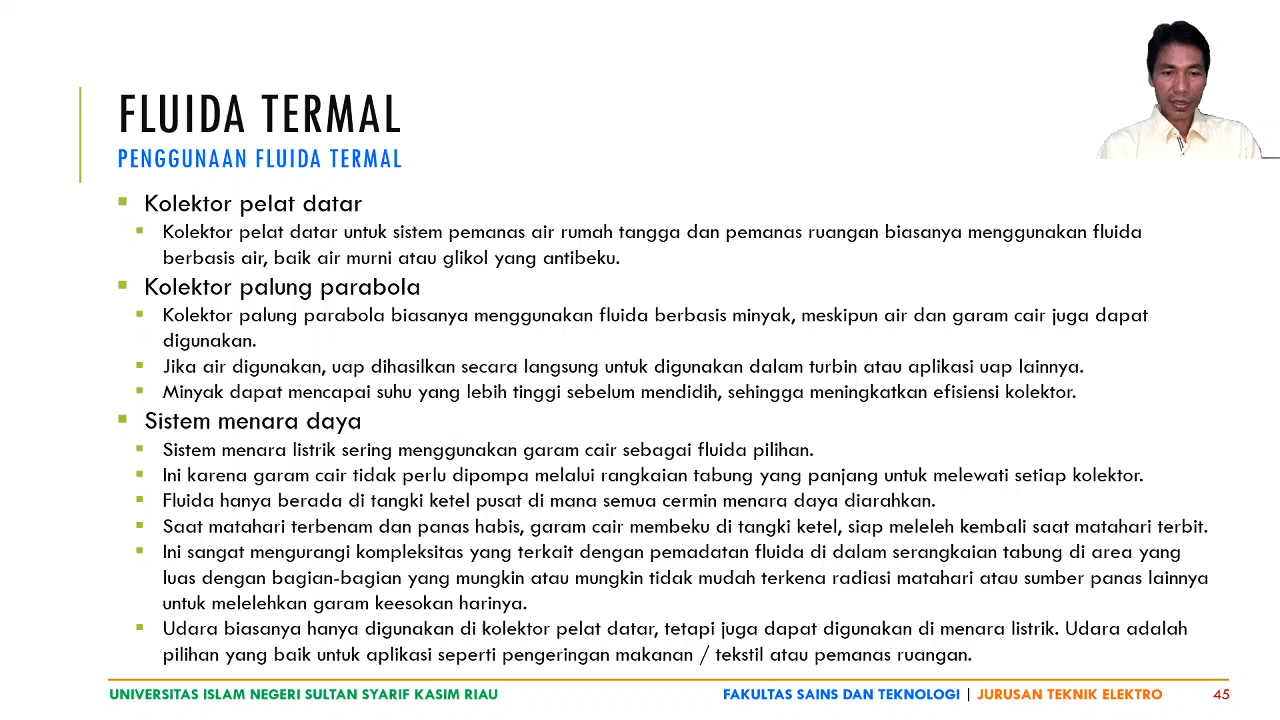 FLUIDA TERMAL
PENGGUNAAN FLUIDA TERMAL
Kolektor pelat datar
Kolektor pelat datar untuk sistem pemanas air rumah tangga dan pemanas ruangan biasanya menggunakan fluida
berbasis air, baik air murni atau glikol yang antibeku.
Kolektor palung parabola
Kolektor palung parabola biasanya menggunakan fluida berbasis minyak, meskipun air dan garam cair juga dapat
digunakan.
Jika air digunakan, uap dihasilkan secara langsung untuk digunakan dalam turbin atau aplikasi uap lainnya.
Minyak dapat mencapai suhu yang lebih tinggi sebelum mendidih, sehingga meningkatkan efisiensi kolektor.
Sistem menara daya
Sistem menara listrik sering menggunakan garam cair sebagai fluida pilihan.
Ini karena garam cair tidak perlu dipompa melalui rangkaian tabung yang panjang untuk melewati setiap kolektor.
Fluida hanya berada di tangki ketel pusat di mana semua cermin menara daya diarahkan.
Saat matahari terbenam dan panas habis, garam cair membeku di tangki ketel, siap meleleh kembali saat matahari terbit.
Ini sangat mengurangi kompleksitas yang terkait dengan pemadatan fluida di dalam serangkaian tabung di area yang
luas dengan bagian-bagian yang mungkin atau mungkin tidak mudah terkena radiasi matahari atau sumber panas lainnya
untuk melelehkan garam keesokan harinya.
Udara biasanya hanya digunakan di kolektor pelat datar, tetapi juga dapat digunakan di menara listrik. Udara adalah
pilihan yang baik untuk aplikasi seperti pengeringan makanan / tekstil atau pemanas ruangan.
UNIVERSITAS ISLAM NEGERI SULTAN SYARIF KASIM RIAU FAKULTAS SAINS DAN TEKNOLOGI | JURUSAN TEKNIK ELEKTRO 45